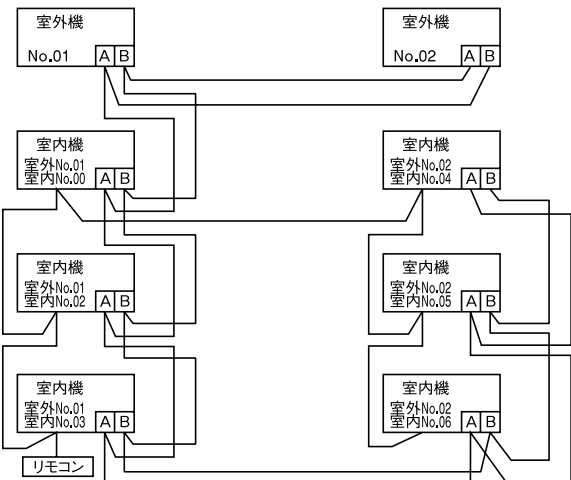 室外機
No.01 A B
室外機
No.02 A B
室内機
室外No.01
室内No.00 A B
室内機
室外No.02
室内No.04 A B
室内機
室外No.01
室内No.02 A B
室内機
室外No.02
室内No.05 A B
室内機
室外No.01
室内No.03 A B
室内機
室外No.02
室内No.06 A B
リモコン